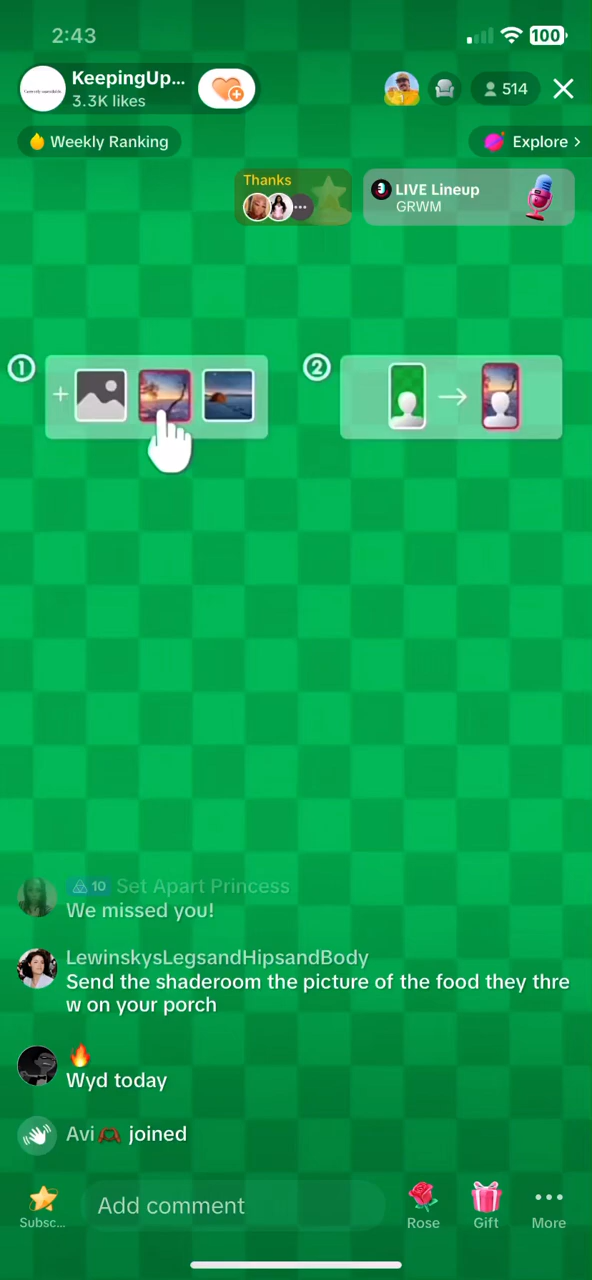 2:43
100
KeepingUp...
3.3K likes
514
Weekly Ranking
Explore >
Thanks
LIVE Lineup
GRWM
1
2
10 Set Apart Princess
We missed you!
LewinskysLegsandHipsandBody
Send the shaderoom the picture of the food they thre
w on your porch
Wyd today
Avi joined
Subsc...
Add comment
Rose
Gift
More